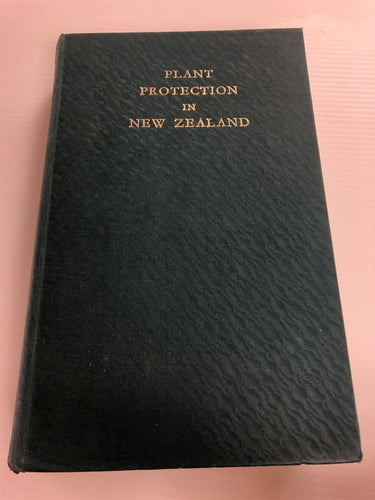 PLANT
PROTECTION
IN
NEW ZEALAND